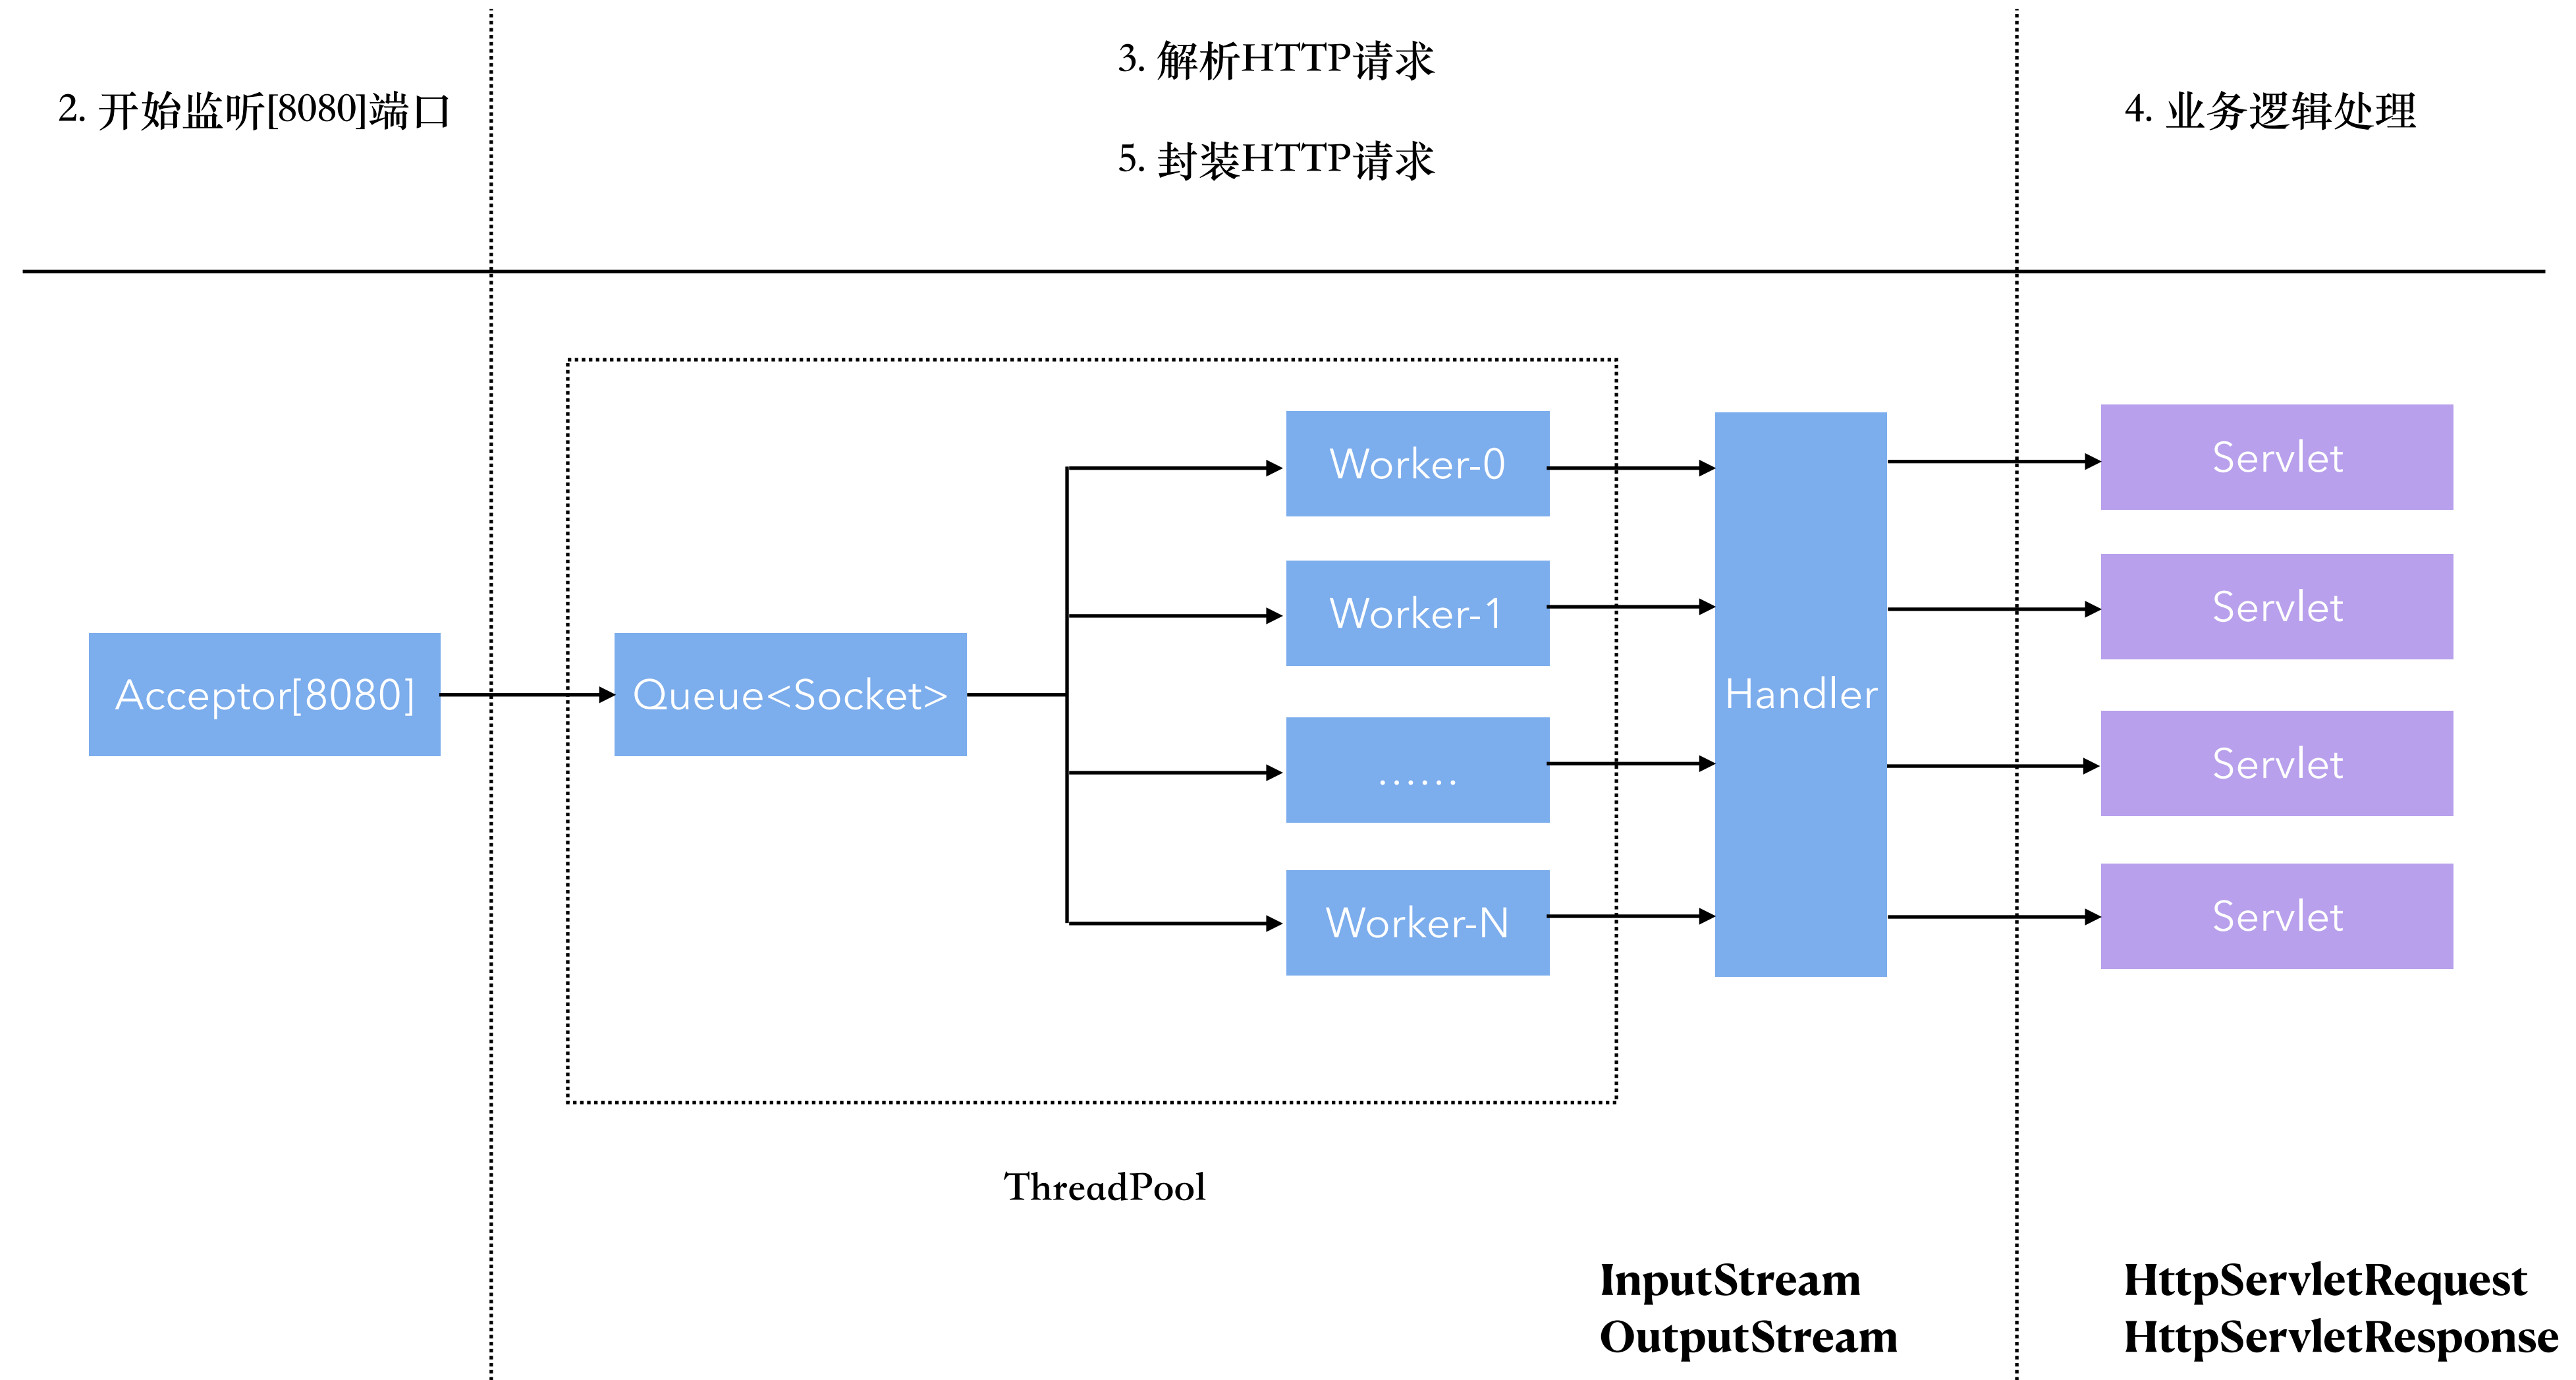 2. 开始监听[8080]端口
3. 解析HTTP请求
5. 封装HTTP请求
4. 业务逻辑处理
Acceptor[8080]
Queue<Socket>
Worker-0
Worker-1
......
Worker-N
Handler
Servlet
Servlet
Servlet
Servlet
ThreadPool
InputStream
OutputStream
HttpServletRequest
HttpServletResponse